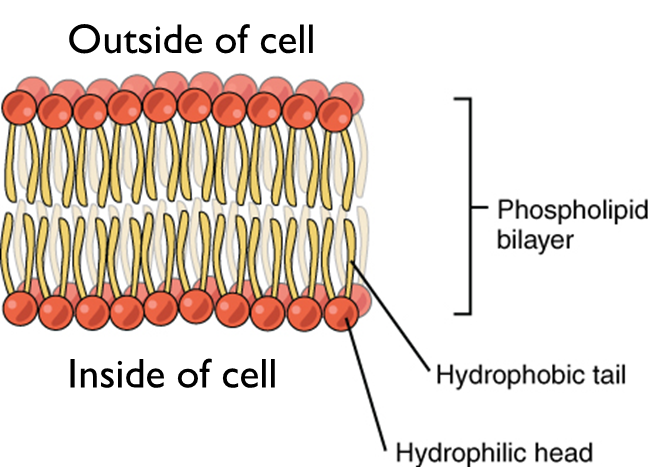 Outside of cell
Phospholipid
bilayer
Inside of cell
Hydrophobic tail
Hydrophilic head